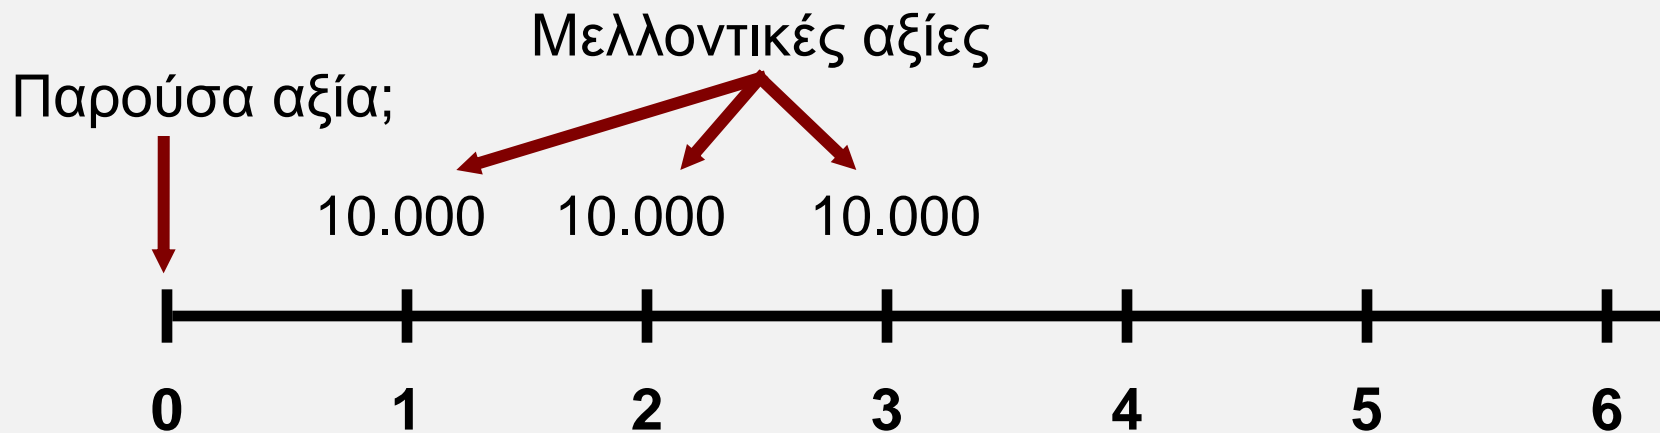 Μελλοντικές αξίες
Παρούσα αξία;
10.000 10.000 10.000
0 1 2 3 4 5 6